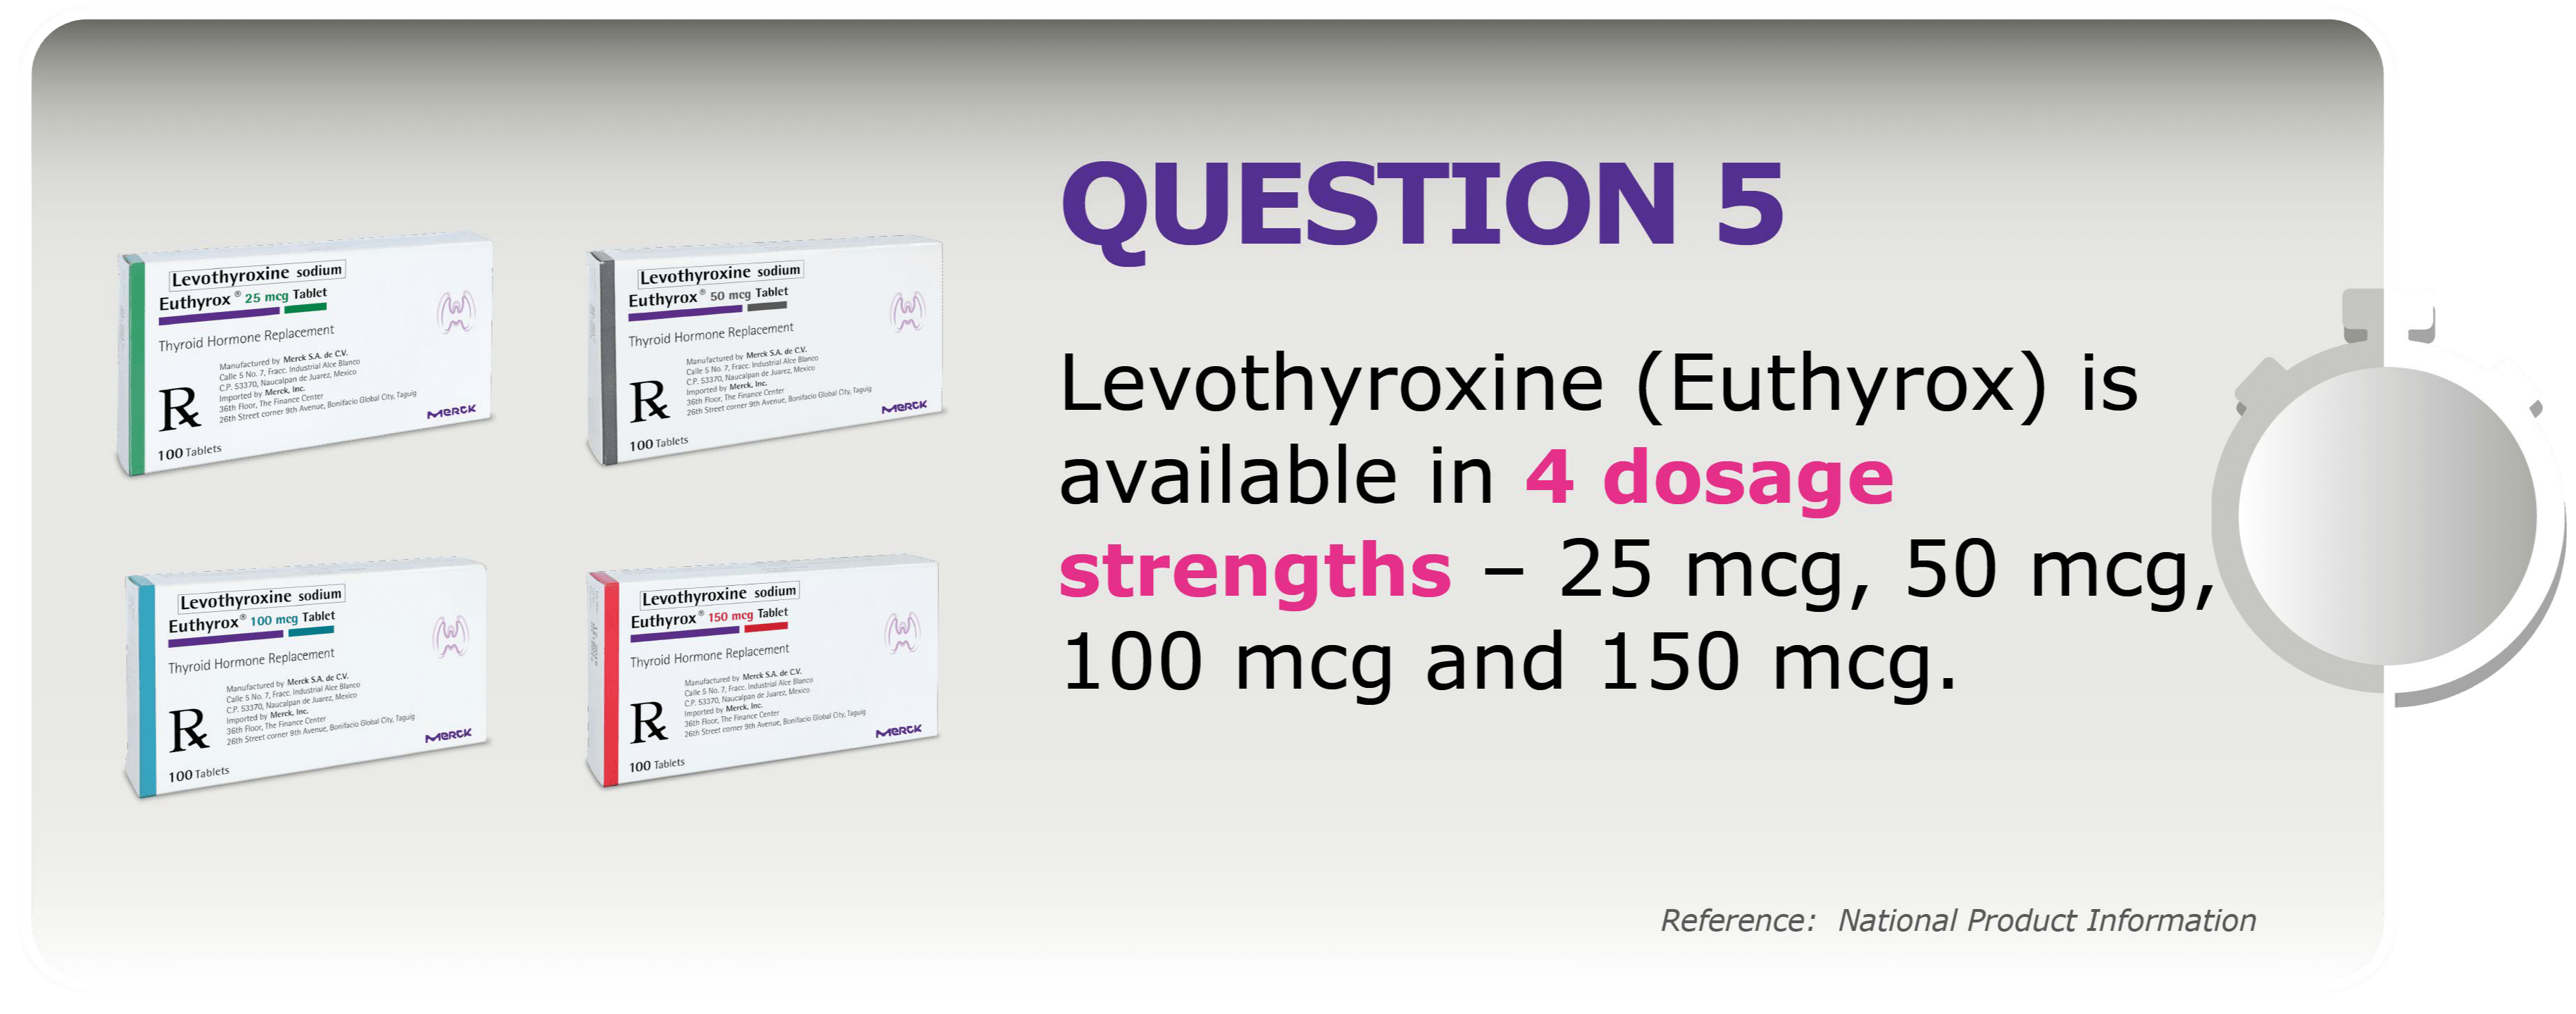 Levothyroxine sodium
Euthyrox® 25 mcg Tablet
Thyroid Hormone Replacement
Manufactured by Merck S.A. de C.V.
Calle 5 No. 7, Fracc. Industrial Alce Blanco
C.P. 53370, Naucalpan de Juarez, Mexico
Imported by Merck, Inc.
36th Floor, The Finance Center
26th Street corner 9th Avenue, Bonifacio Global City, Taguig
Rx
MERCK
100 Tablets
Levothyroxine sodium
Euthyrox® 50 mcg Tablet
Thyroid Hormone Replacement
Manufactured by Merck S.A. de C.V.
Calle 5 No. 7, Fracc. Industrial Alce Blanco
C.P. 53370, Naucalpan de Juarez, Mexico
Imported by Merck, Inc.
36th Floor, The Finance Center
26th Street corner 9th Avenue, Bonifacio Global City, Taguig
Rx
MERCK
100 Tablets
Levothyroxine sodium
Euthyrox® 100 mcg Tablet
Thyroid Hormone Replacement
Manufactured by Merck S.A. de C.V.
Calle 5 No. 7, Fracc. Industrial Alce Blanco
C.P. 53370, Naucalpan de Juarez, Mexico
Imported by Merck, Inc.
36th Floor, The Finance Center
26th Street corner 9th Avenue, Bonifacio Global City, Taguig
Rx
MERCK
100 Tablets
Levothyroxine sodium
Euthyrox® 150 mcg Tablet
Thyroid Hormone Replacement
Manufactured by Merck S.A. de C.V.
Calle 5 No. 7, Fracc. Industrial Alce Blanco
C.P. 53370, Naucalpan de Juarez, Mexico
Imported by Merck, Inc.
36th Floor, The Finance Center
26th Street corner 9th Avenue, Bonifacio Global City, Taguig
Rx
MERCK
100 Tablets
QUESTION 5
Levothyroxine (Euthyrox) is
available in 4 dosage
strengths – 25 mcg, 50 mcg,
100 mcg and 150 mcg.
Reference: National Product Information